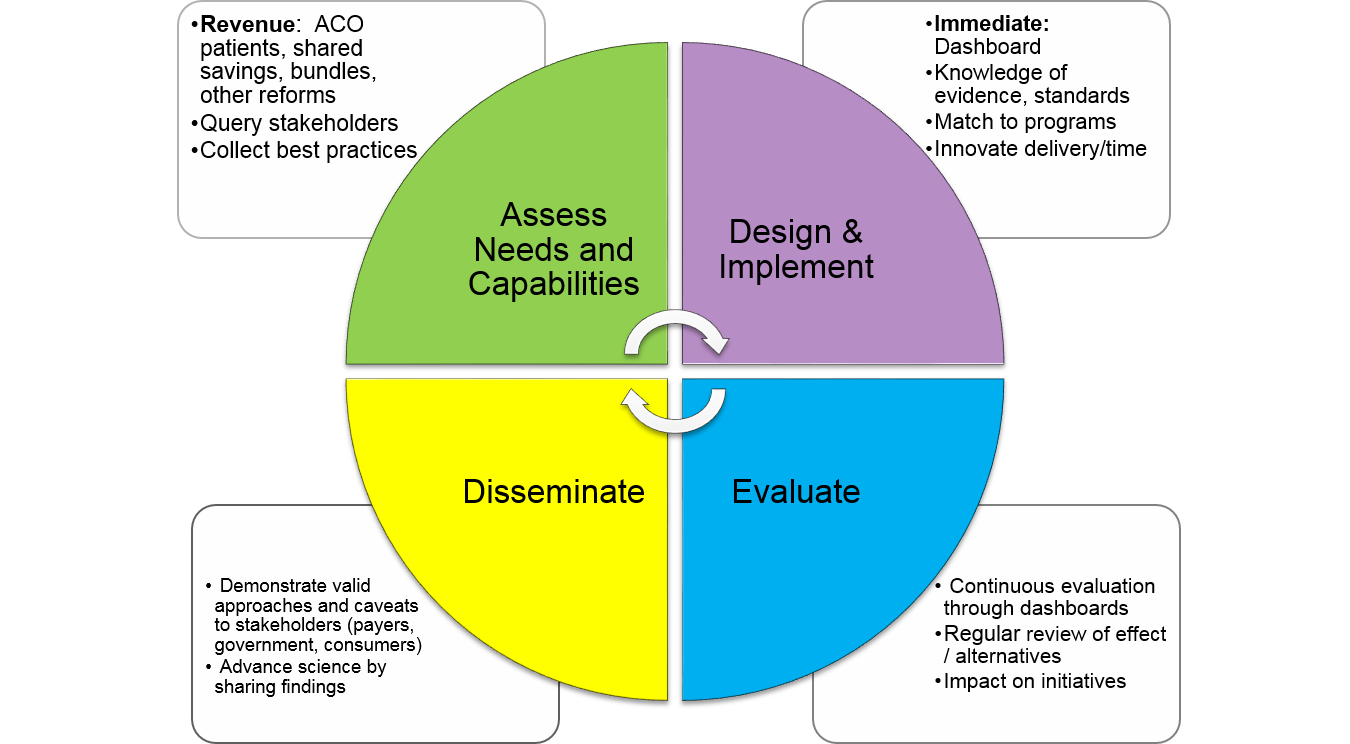 •Revenue:  ACO
patients, shared
savings, bundles,
other reforms
•Query stakeholders
•Collect best practices
•Immediate:
Dashboard
•Knowledge of
evidence, standards
•Match to programs
•Innovate delivery/time
Assess
Needs and
Capabilities
Design &
Implement
Disseminate
Evaluate
• Demonstrate valid
approaches and caveats
to stakeholders (payers,
government, consumers)
• Advance science by
sharing findings
• Continuous evaluation
through dashboards
•Regular review of effect
/ alternatives
•Impact on initiatives